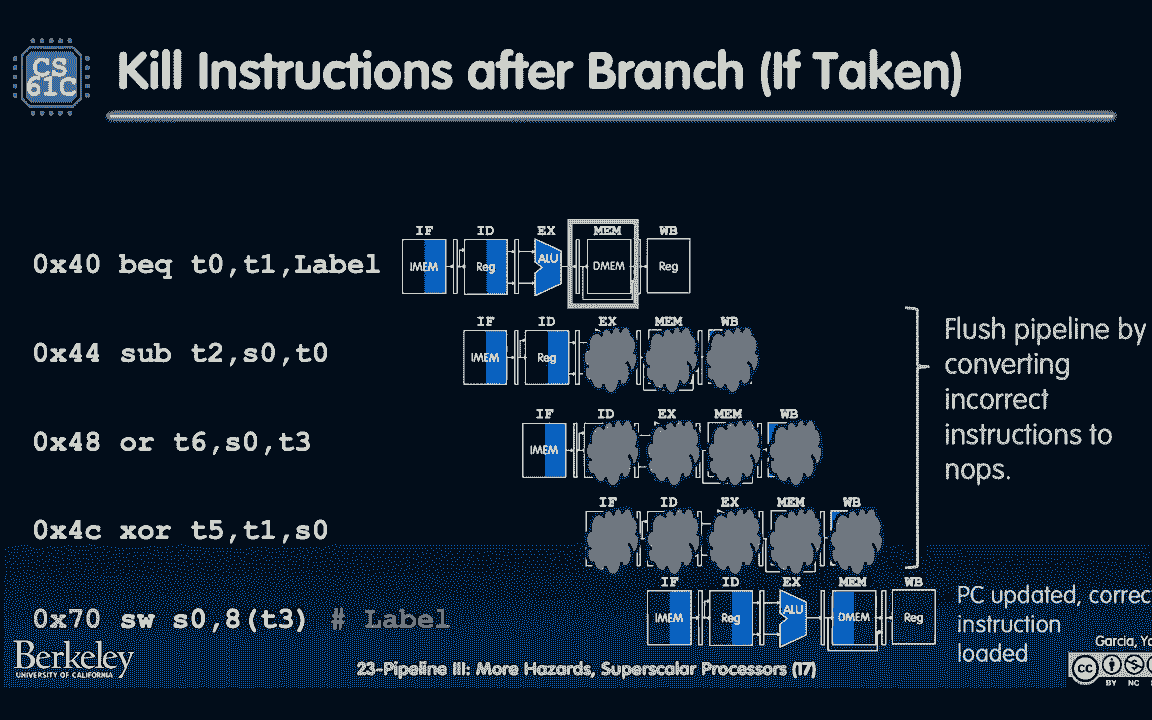 CS
61C
Kill Instructions after Branch (If Taken)
IF ID EX MEM WB
0x40 beq t0,t1,Label
IMEM Reg ALU DMEM Reg
IF ID EX MEM WB
0x44 sub t2,s0,t0
IMEM Reg
IF ID EX MEM WB
0x48 or t6,s0,t3
IMEM
IF ID EX MEM WB
0x4c xor t5,t1,s0
Flush pipeline by
converting
incorrect
instructions to
nops.
IF ID EX MEM WB
0x70 sw s0,8(t3) # Label
IMEM Reg ALU DMEM Reg
PC updated, correc
instruction
loaded
Berkeley
UNIVERSITY OF CALIFORNIA
23-Pipeline III: More Hazards, Superscalar Processors (17)
Garcia, Yo
cc
BY NC